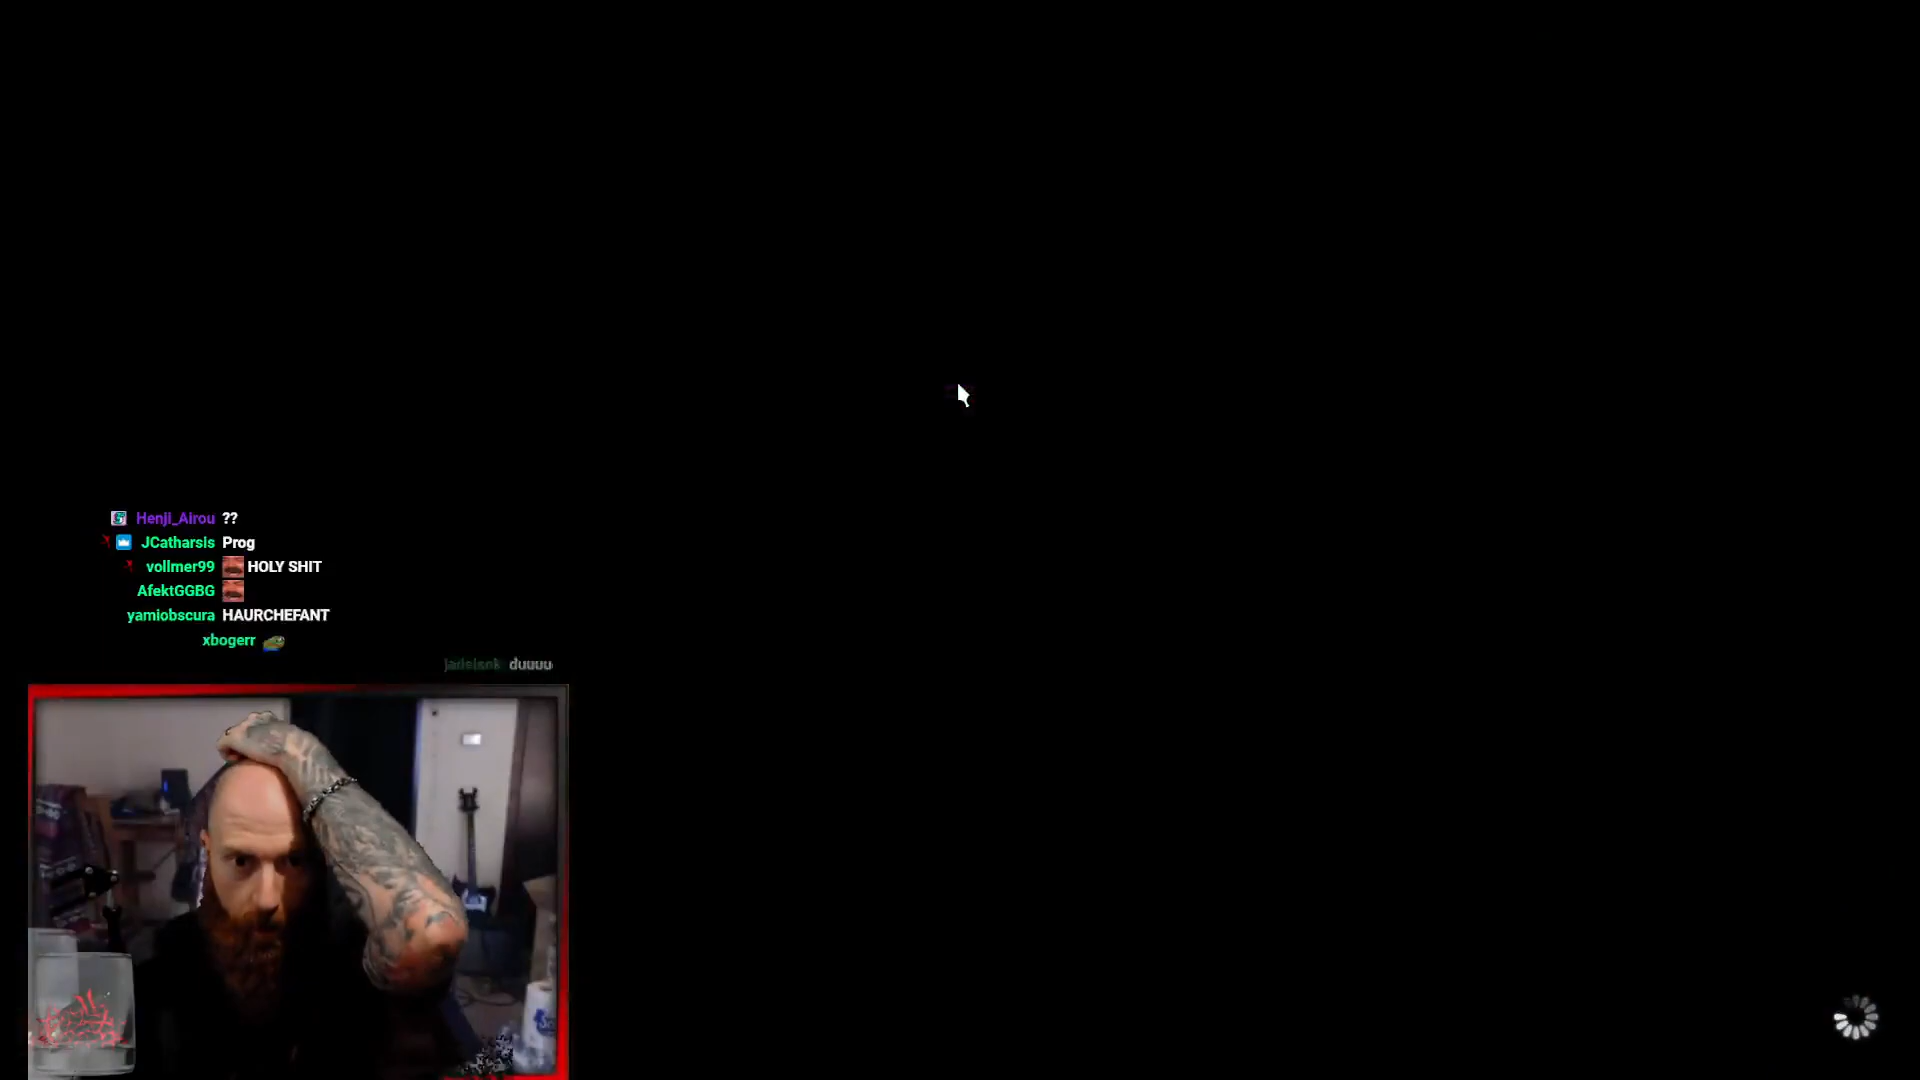 Henji_Airou ??
JCatharsis Prog
vollmer99 HOLY SHIT
AfektGGBG
yamiobscura HAURCHEFANT
xbogerr
duuuu